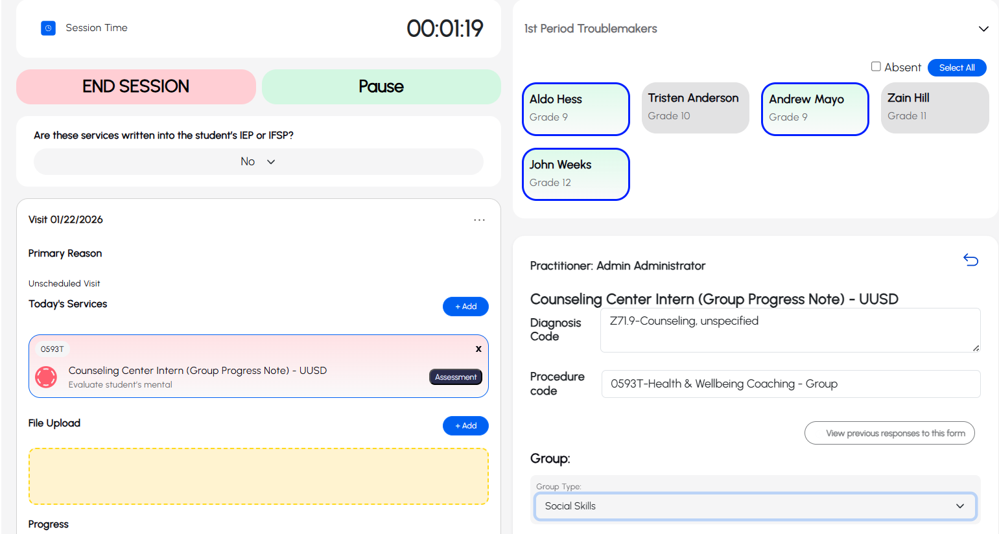 Session Time
00:01:19
END SESSION
Pause
Are these services written into the student's IEP or IFSP?
No
Visit 01/22/2026
...
Primary Reason
Unscheduled Visit
Today's Services
+ Add
0593T
x
Counseling Center Intern (Group Progress Note) - UUSD
Evaluate student's mental
Assessment
File Upload
+ Add
Progress
1st Period Troublemakers
Absent
Select All
Aldo Hess
Grade 9
Tristen Anderson
Grade 10
Andrew Mayo
Grade 9
Zain Hill
Grade 11
John Weeks
Grade 12
Practitioner: Admin Administrator
Counseling Center Intern (Group Progress Note) - UUSD
Diagnosis
Code
Z71.9-Counseling, unspecified
Procedure
code
0593T-Health & Wellbeing Coaching - Group
View previous responses to this form
Group:
Group Type:
Social Skills